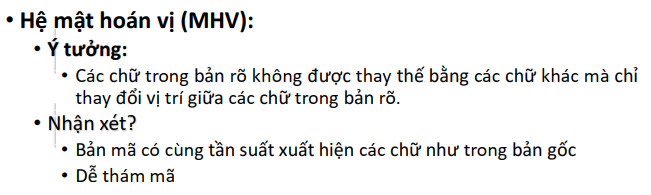 • Hệ mật hoán vị (MHV):
• Ý tưởng:
• Các chữ trong bản rõ không được thay thế bằng các chữ khác mà chỉ
thay đổi vị trí giữa các chữ trong bản rõ.
• Nhận xét?
• Bản mã có cùng tần suất xuất hiện các chữ như trong bản gốc
• Dễ thám mã